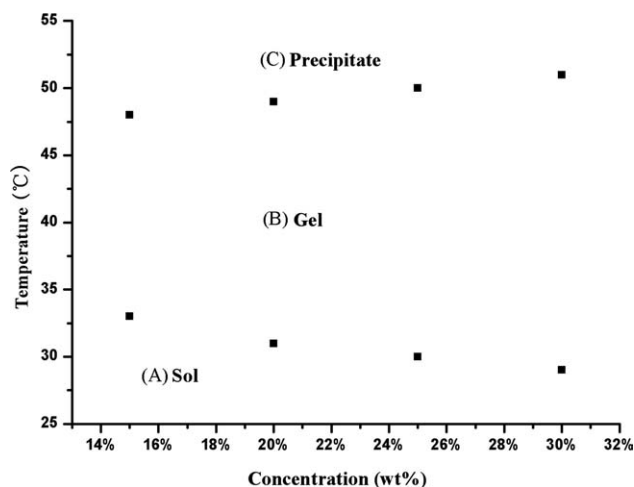 55
(C) Precipitate
50
45
(B) Gel
40
35
30
(A) Sol
25
14% 16% 18% 20% 22% 24% 26% 28% 30% 32%
Temperature (℃)
Concentration (wt%)